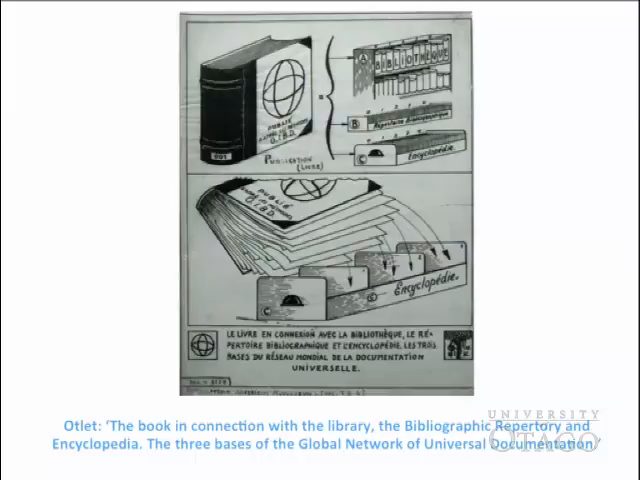 A BIBLIOTHÈQUE
B Répertoire Bibliographique
C Encyclopédie
PUBLIÉ
O.I.B.D.
PUBLICATION
(LIVRE)
PUBLIÉ
O.I.B.D.
C
Encyclopédie.
LE LIVRE EN CONNEXION AVEC LA BIBLIOTHÈQUE, LE RÉ-
PERTOIRE BIBLIOGRAPHIQUE ET L'ENCYCLOPÉDIE. LES TROIS
BASES DU RÉSEAU MONDIAL DE LA DOCUMENTATION
UNIVERSELLE.
Otlet: 'The book in connection with the library, the Bibliographic Repertory and
Encyclopedia. The three bases of the Global Network of Universal Documentation.'
UNIVERSITY
OTAGO